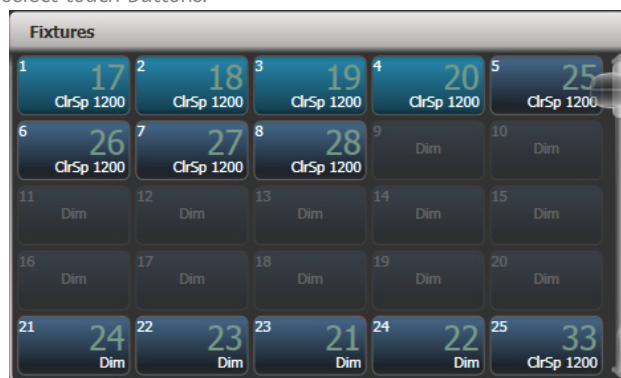 select touch buttons.
Fixtures
1 17 ClrSp 1200
2 18 ClrSp 1200
3 19 ClrSp 1200
4 20 ClrSp 1200
5 25 ClrSp 1200
6 26 ClrSp 1200
7 27 ClrSp 1200
8 28 ClrSp 1200
9 Dim
10 Dim
11 Dim
12 Dim
13 Dim
14 Dim
15 Dim
16 Dim
17 Dim
18 Dim
19 Dim
20 Dim
21 24 Dim
22 23 Dim
23 21 Dim
24 22 Dim
25 33 ClrSp 1200